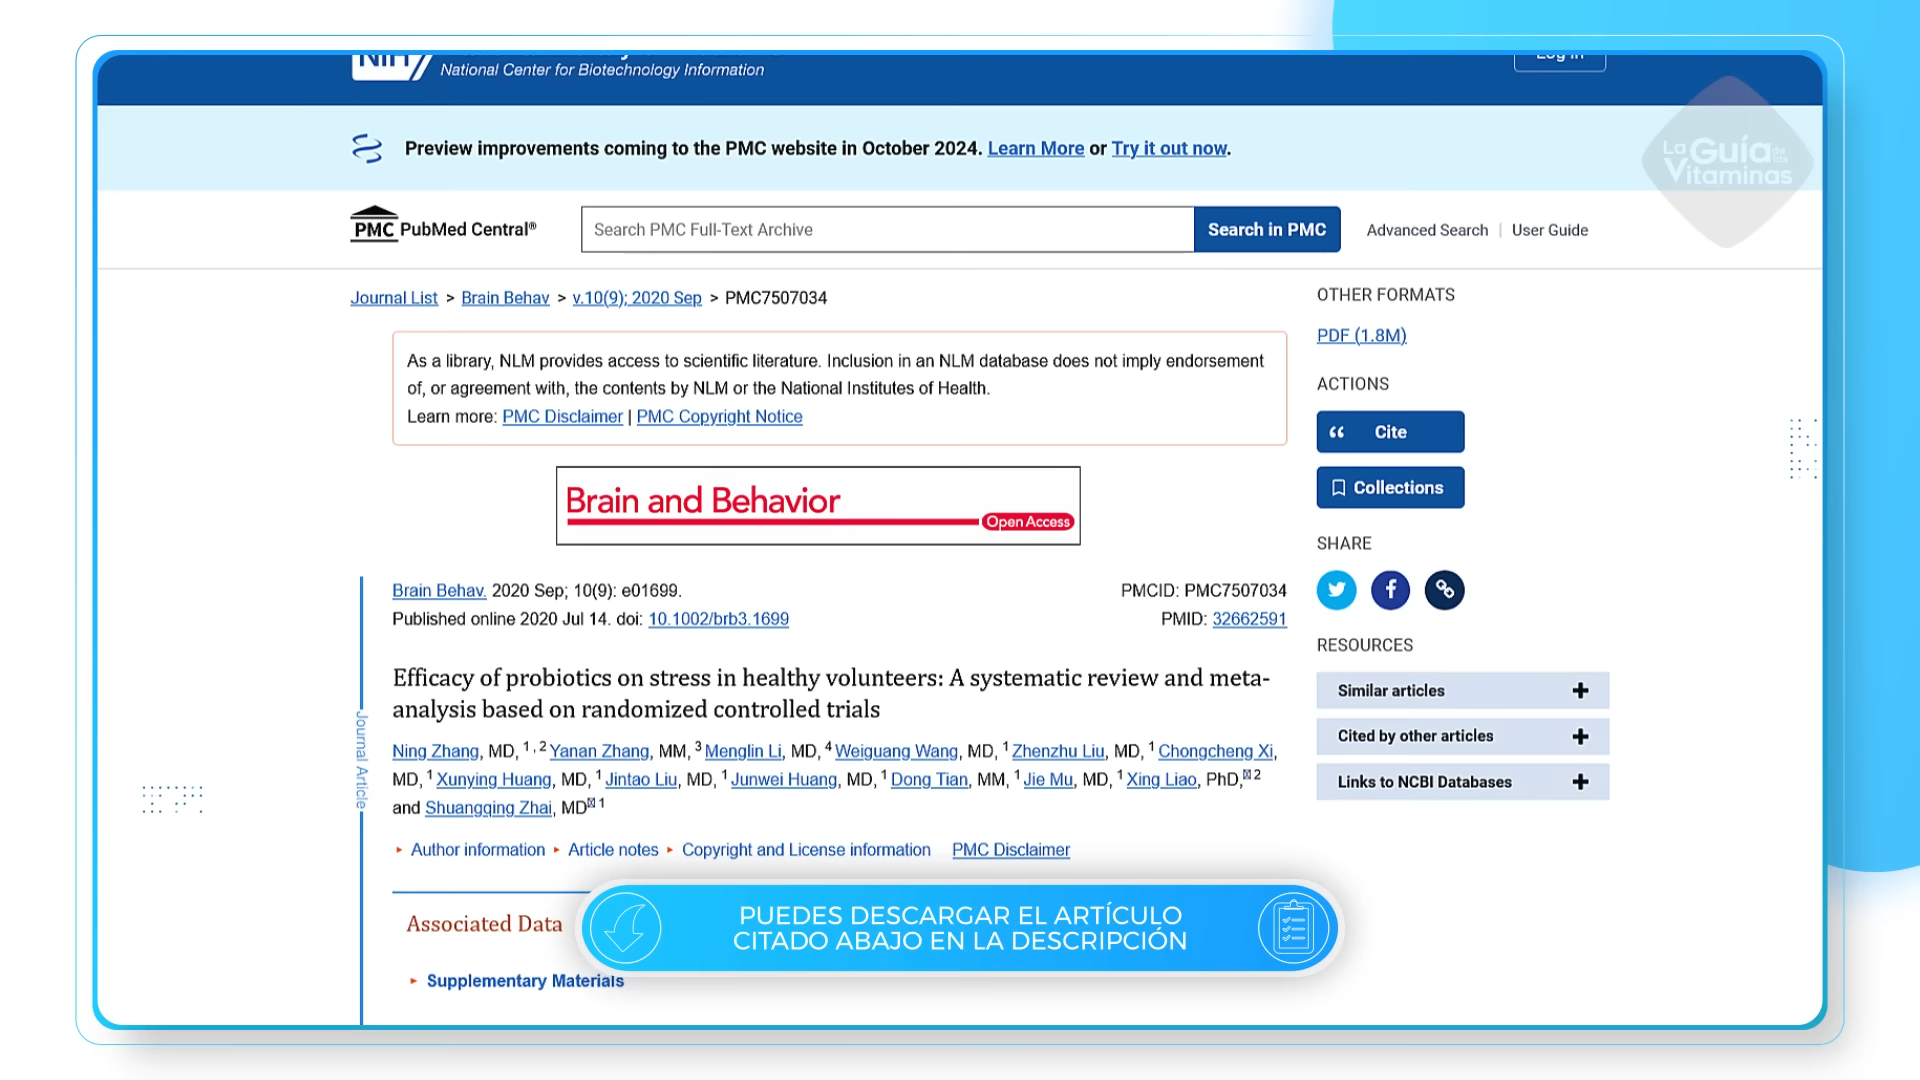 NIH
National Center for Biotechnology Information
Log in
Preview improvements coming to the PMC website in October 2024. Learn More or Try it out now.
La Guía de las
Vitaminas
PMC PubMed Central®
Search PMC Full-Text Archive
Search in PMC
Advanced Search | User Guide
Journal List > Brain Behav > v.10(9); 2020 Sep > PMC7507034
OTHER FORMATS
PDF (1.8M)
As a library, NLM provides access to scientific literature. Inclusion in an NLM database does not imply endorsement
of, or agreement with, the contents by NLM or the National Institutes of Health.
Learn more: PMC Disclaimer | PMC Copyright Notice
ACTIONS
Cite
Collections
Brain and Behavior
Open Access
SHARE
Brain Behav. 2020 Sep; 10(9): e01699.
PMCID: PMC7507034
Published online 2020 Jul 14. doi: 10.1002/brb3.1699
PMID: 32662591
RESOURCES
Similar articles
Cited by other articles
Links to NCBI Databases
Journal Article
Efficacy of probiotics on stress in healthy volunteers: A systematic review and meta-
analysis based on randomized controlled trials
Ning Zhang, MD, 1, 2 Yanan Zhang, MM, 3 Menglin Li, MD, 4 Weiguang Wang, MD, 1 Zhenzhu Liu, MD, 1 Chongcheng Xi,
MD, 1 Xunying Huang, MD, 1 Jintao Liu, MD, 1 Junwei Huang, MD, 1 Dong Tian, MM, 1 Jie Mu, MD, 1 Xing Liao, PhD, 2
and Shuangqing Zhai, MD 1
Author information Article notes Copyright and License information PMC Disclaimer
Associated Data
Supplementary Materials
PUEDES DESCARGAR EL ARTÍCULO
CITADO ABAJO EN LA DESCRIPCIÓN